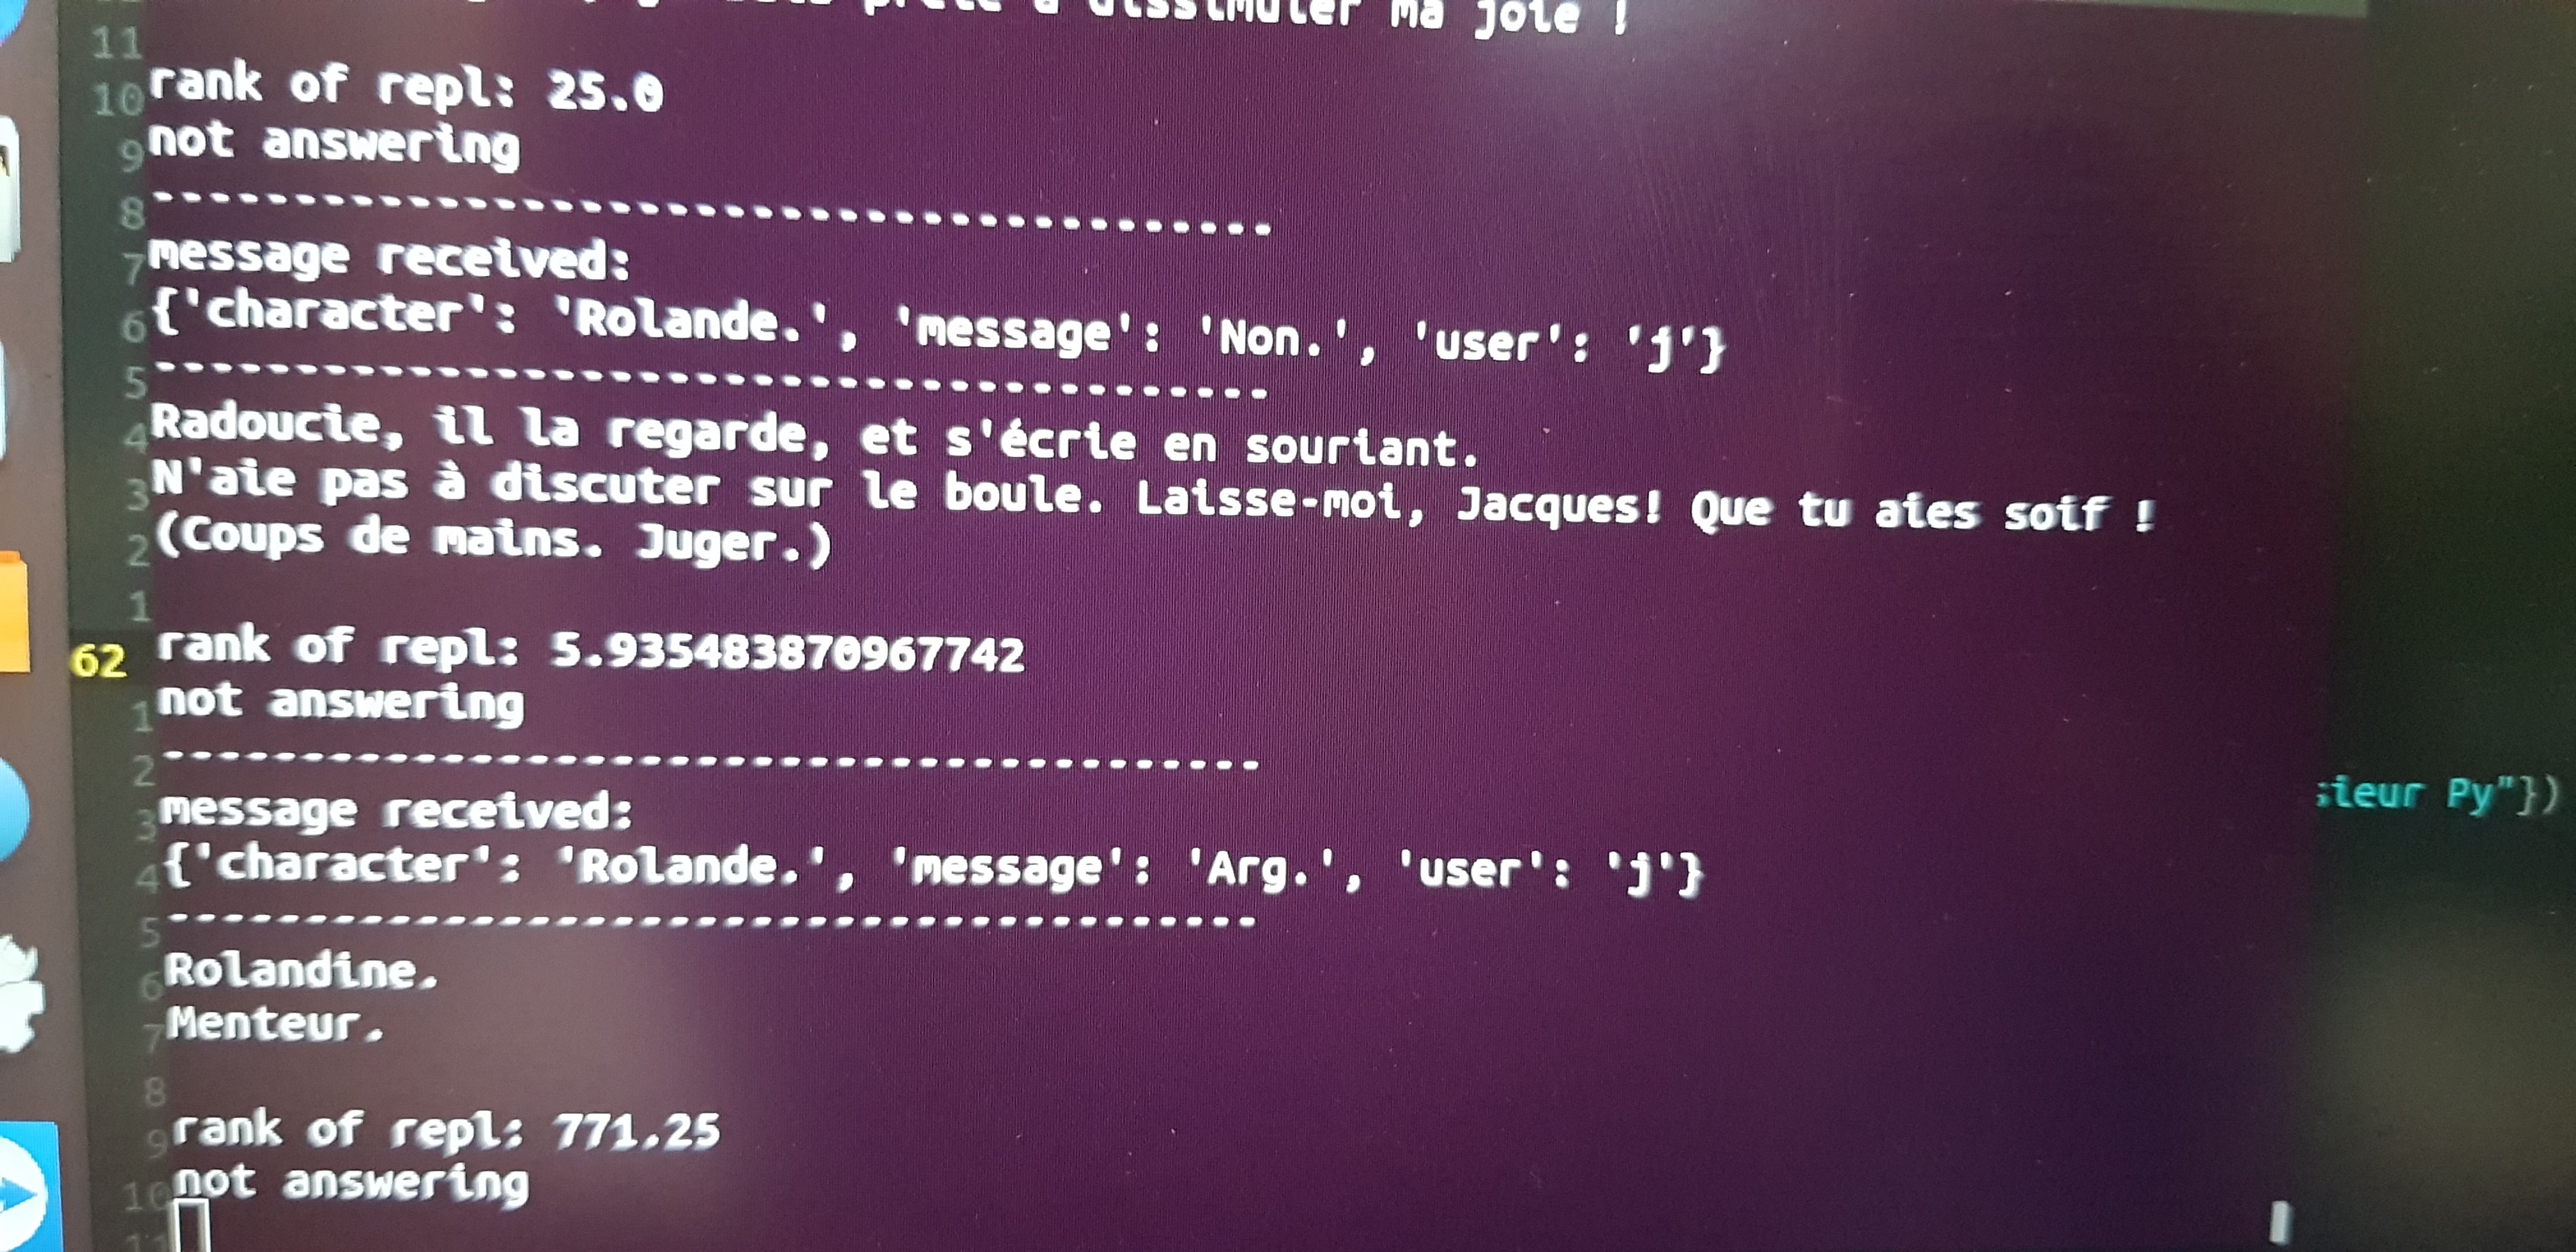 à dissimuler ma joie !
11
10 rank of repl: 25.0
9 not answering
8 ---------------------------------------
7 message received:
6 {'character': 'Rolande.', 'message': 'Non.', 'user': 'j'}
5 ---------------------------------------
4 Radoucie, il la regarde, et s'écrie en souriant.
3 N'aie pas à discuter sur le boule. Laisse-moi, Jacques! Que tu aies soif !
2 (Coups de mains. Juger.)
1
62 rank of repl: 5.935483870967742
1 not answering
2 ---------------------------------------
3 message received:
4 {'character': 'Rolande.', 'message': 'Arg.', 'user': 'j'}
5 ---------------------------------------
6 Rolandine.
7 Menteur.
8
9 rank of repl: 771.25
10 not answering
11
sieur Py"})